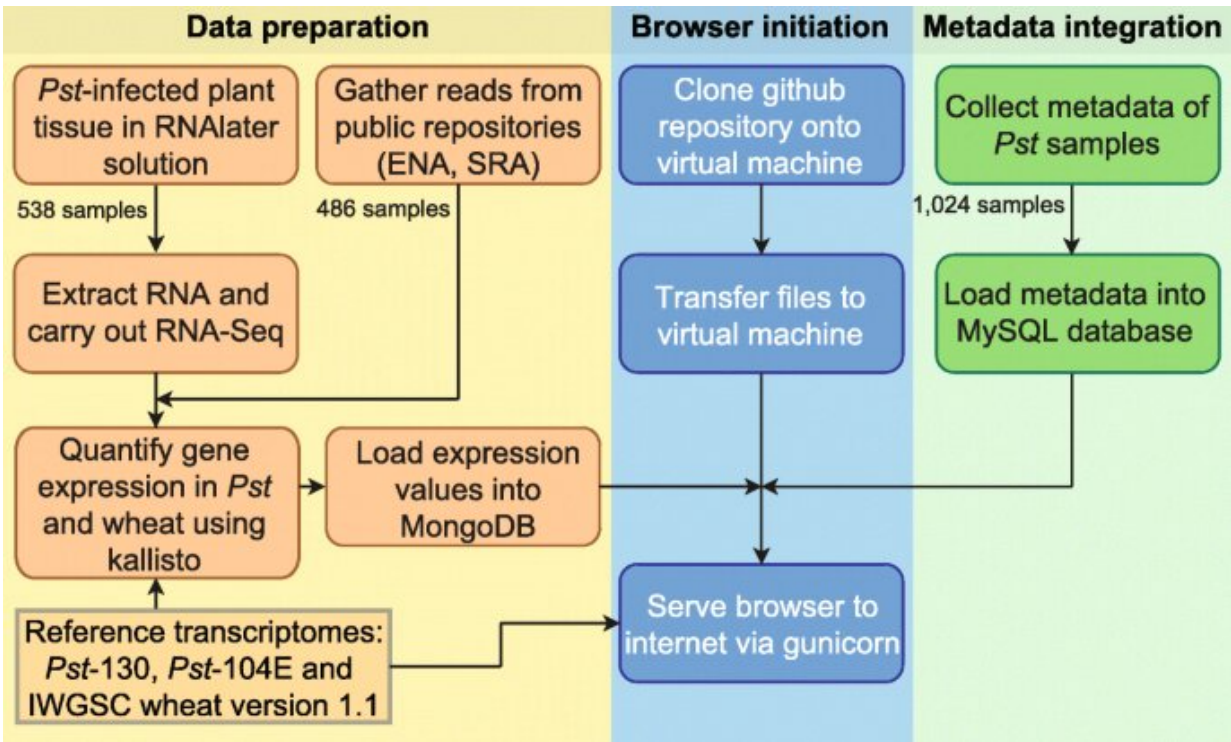 Data preparation
Pst-infected plant
tissue in RNAlater
solution
Gather reads from
public repositories
(ENA, SRA)
538 samples
486 samples
Extract RNA and
carry out RNA-Seq
Quantify gene
expression in Pst
and wheat using
kallisto
Load expression
values into
MongoDB
Reference transcriptomes:
Pst-130, Pst-104E and
IWGSC wheat version 1.1
Browser initiation
Clone github
repository onto
virtual machine
Transfer files to
virtual machine
Serve browser to
internet via gunicorn
Metadata integration
Collect metadata of
Pst samples
1,024 samples
Load metadata into
MySQL database